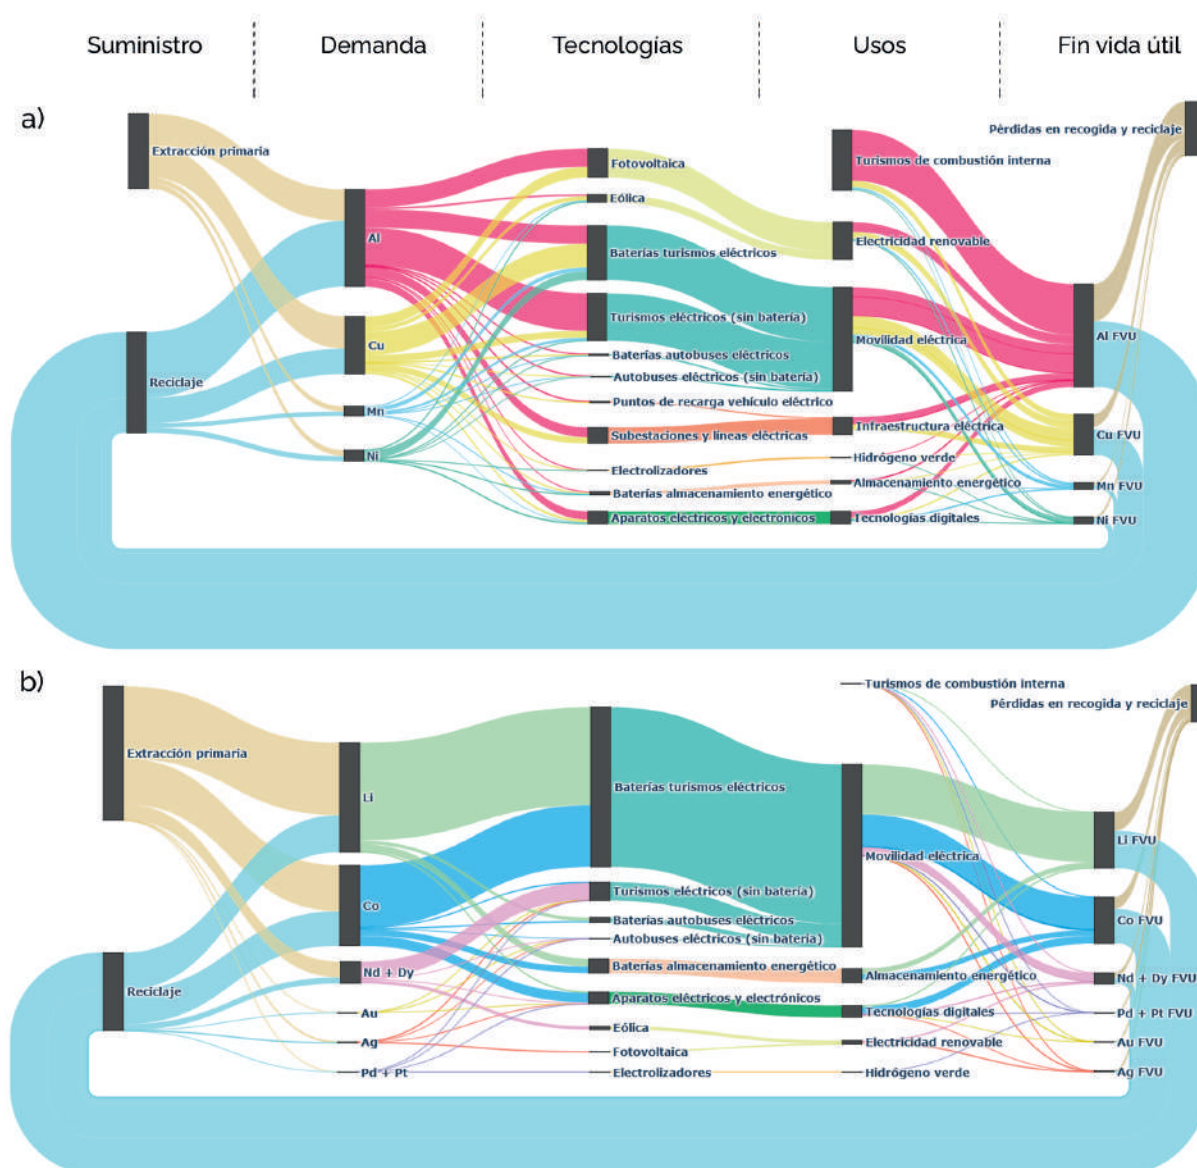 Suministro
Demanda
Tecnologías
Usos
Fin vida útil
a)
Extracción primaria
Reciclaje
Al
Cu
Mn
Ni
Fotovoltaica
Eólica
Baterías turismos eléctricos
Turismos eléctricos (sin batería)
Baterías autobuses eléctricos
Autobuses eléctricos (sin batería)
Puntos de recarga vehículo eléctrico
Subestaciones y líneas eléctricas
Electrolizadores
Baterías almacenamiento energético
Aparatos eléctricos y electrónicos
Turismos de combustión interna
Electricidad renovable
Movilidad eléctrica
Infraestructura eléctrica
Hidrógeno verde
Almacenamiento energético
Tecnologías digitales
Pérdidas en recogida y reciclaje
Al FVU
Cu FVU
Mn FVU
Ni FVU
b)
Extracción primaria
Reciclaje
Li
Co
Nd + Dy
Au
Ag
Pd + Pt
Baterías turismos eléctricos
Turismos eléctricos (sin batería)
Baterías autobuses eléctricos
Autobuses eléctricos (sin batería)
Baterías almacenamiento energético
Aparatos eléctricos y electrónicos
Eólica
Fotovoltaica
Electrolizadores
Turismos de combustión interna
Movilidad eléctrica
Almacenamiento energético
Tecnologías digitales
Electricidad renovable
Hidrógeno verde
Pérdidas en recogida y reciclaje
Li FVU
Co FVU
Nd + Dy FVU
Pd + Pt FVU
Au FVU
Ag FVU